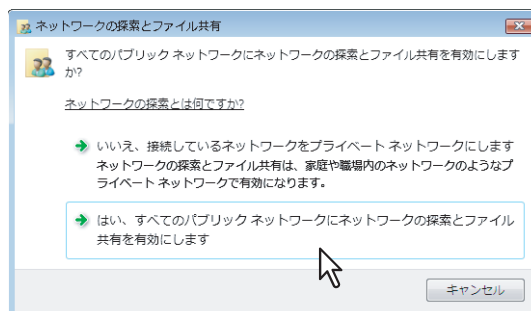 ネットワークの探索とファイル共有
すべてのパブリック ネットワークにネットワークの探索とファイル共有を有効にします
か?
ネットワークの探索とは何ですか?
いいえ、接続しているネットワークをプライベート ネットワークにします
ネットワークの探索とファイル共有は、家庭や職場内のネットワークのようなプ
ライベート ネットワークで有効になります。
はい、すべてのパブリック ネットワークにネットワークの探索とファイル
共有を有効にします
キャンセル